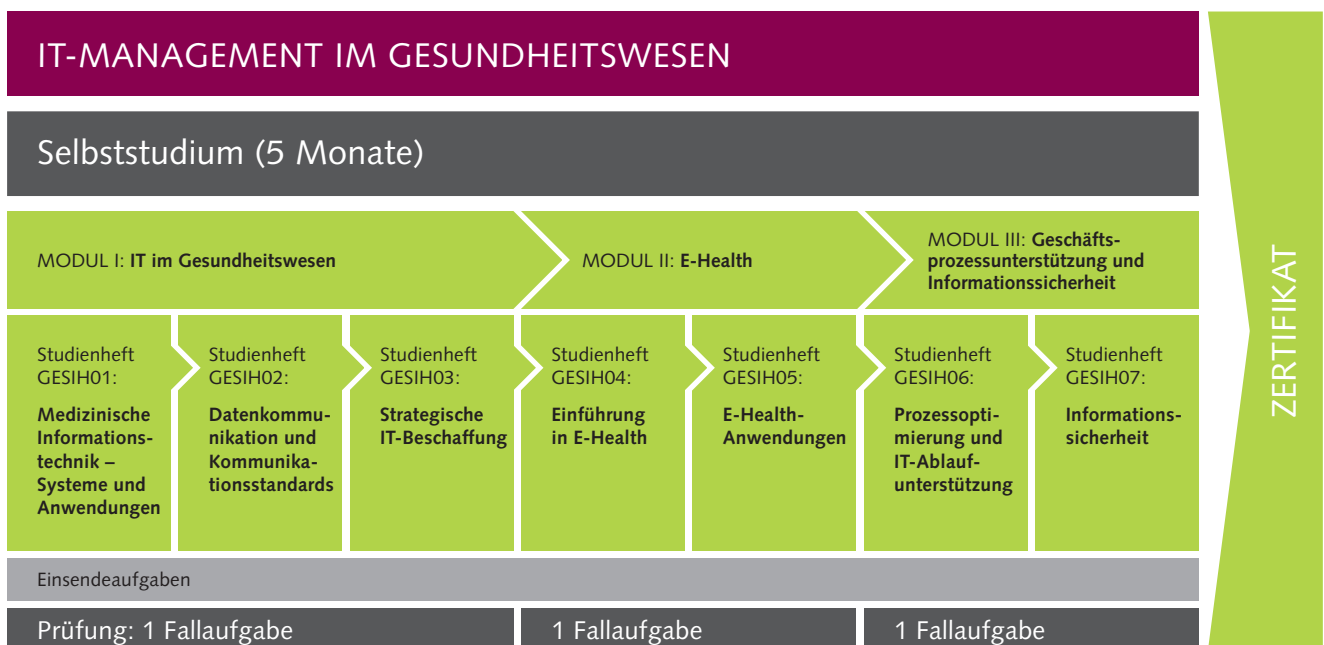 IT-MANAGEMENT IM GESUNDHEITSWESEN
Selbststudium (5 Monate)
MODUL I: IT im Gesundheitswesen
MODUL II: E-Health
MODUL III: Geschäfts-
prozessunterstützung und
Informationssicherheit
Studienheft
GESIH01:
Medizinische
Informations-
technik –
Systeme und
Anwendungen
Studienheft
GESIH02:
Datenkommu-
nikation und
Kommunika-
tionsstandards
Studienheft
GESIH03:
Strategische
IT-Beschaffung
Studienheft
GESIH04:
Einführung
in E-Health
Studienheft
GESIH05:
E-Health-
Anwendungen
Studienheft
GESIH06:
Prozessopti-
mierung und
IT-Ablauf-
unterstützung
Studienheft
GESIH07:
Informations-
sicherheit
Einsendeaufgaben
Prüfung: 1 Fallaufgabe
1 Fallaufgabe
1 Fallaufgabe
ZERTIFIKAT